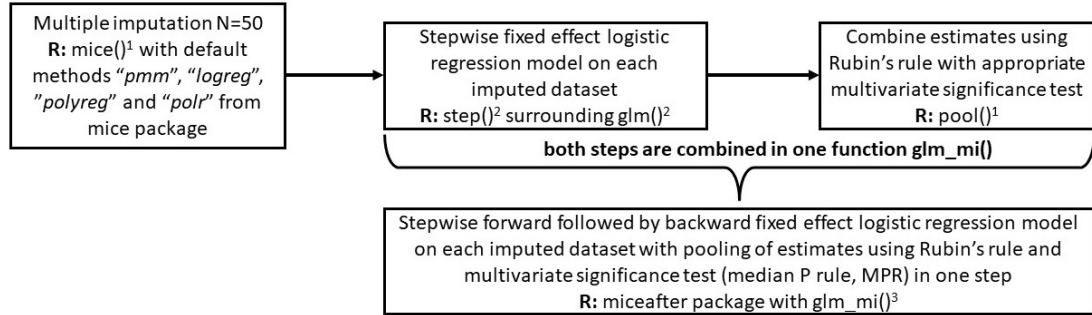 Multiple imputation N=50
R: mice()¹ with default
methods “pmm”, “logreg”,
”polyreg” and “polr” from
mice package
Stepwise fixed effect logistic
regression model on each
imputed dataset
R: step()² surrounding glm()²
Combine estimates using
Rubin’s rule with appropriate
multivariate significance test
R: pool()¹
both steps are combined in one function glm_mi()
Stepwise forward followed by backward fixed effect logistic regression model
on each imputed dataset with pooling of estimates using Rubin’s rule and
multivariate significance test (median P rule, MPR) in one step
R: miceafter package with glm_mi()³